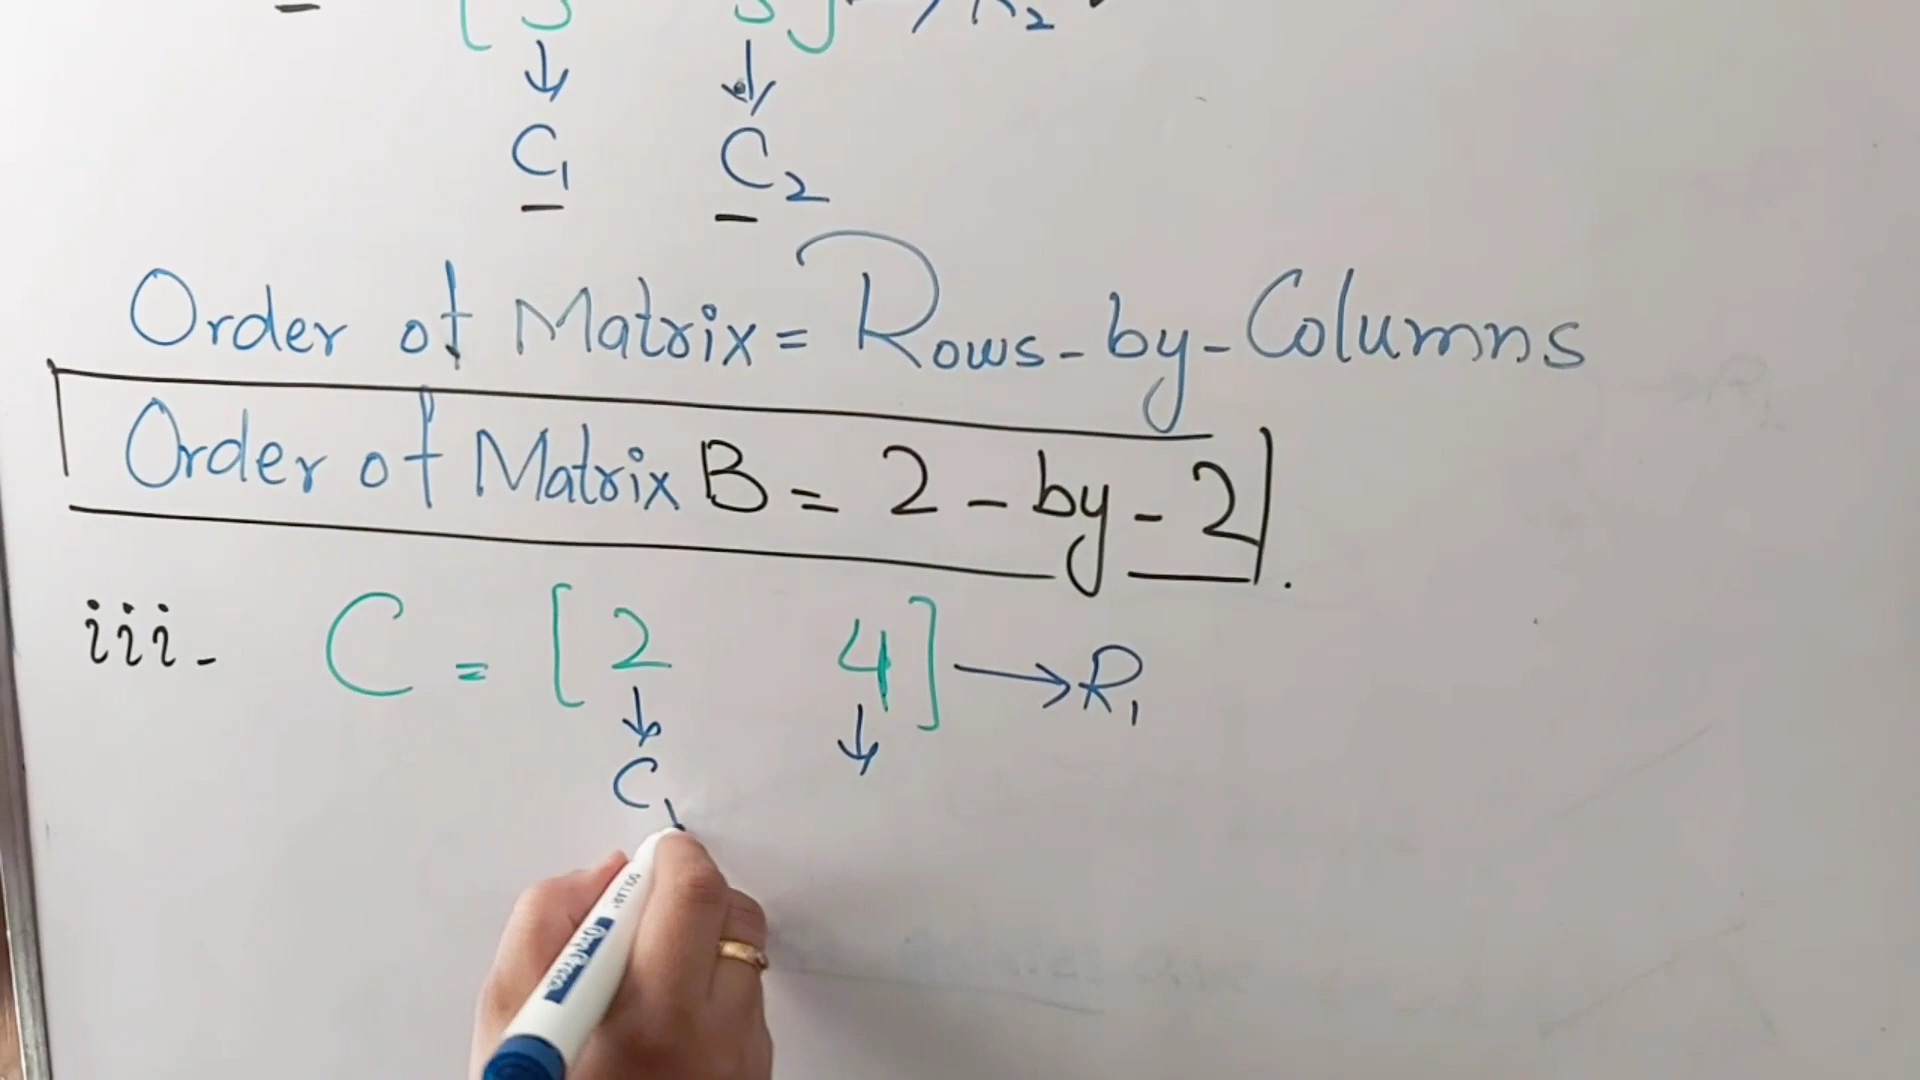 C₁ C₂
Order of Matrix = Rows-by-Columns
Order of Matrix B = 2 - by - 2.
iii- C = [2 4] → R₁
↓ ↓
C₁